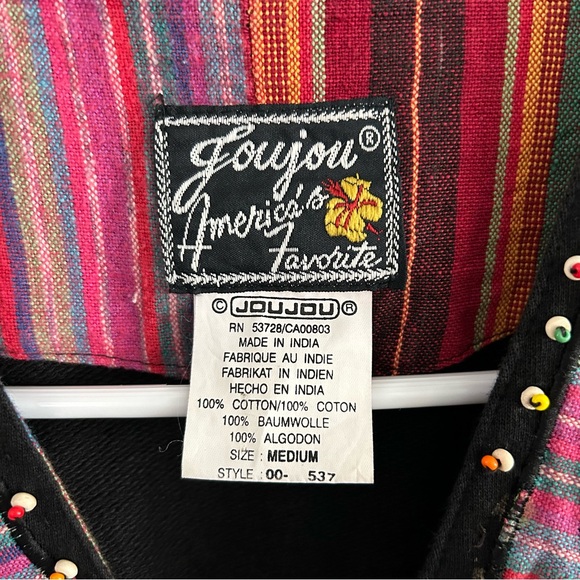 Joujou®
America's
Favorite
© JOUJOU ®
RN 53728/CA00803
MADE IN INDIA
FABRIQUE AU INDIE
FABRIKAT IN INDIEN
HECHO EN INDIA
100% COTTON/100% COTON
100% BAUMWOLLE
100% ALGODON
SIZE : MEDIUM
STYLE : 00- 537